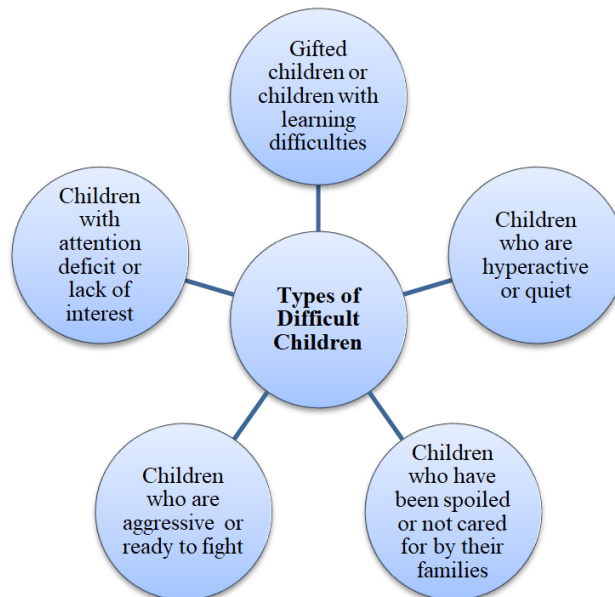 Gifted
children or
children with
learning
difficulties
Children
with
attention
deficit or
lack of
interest
Children
who are
hyperactive
or quiet
Types of
Difficult
Children
Children
who are
aggressive or
ready to fight
Children
who have
been spoiled
or not cared
for by their
families